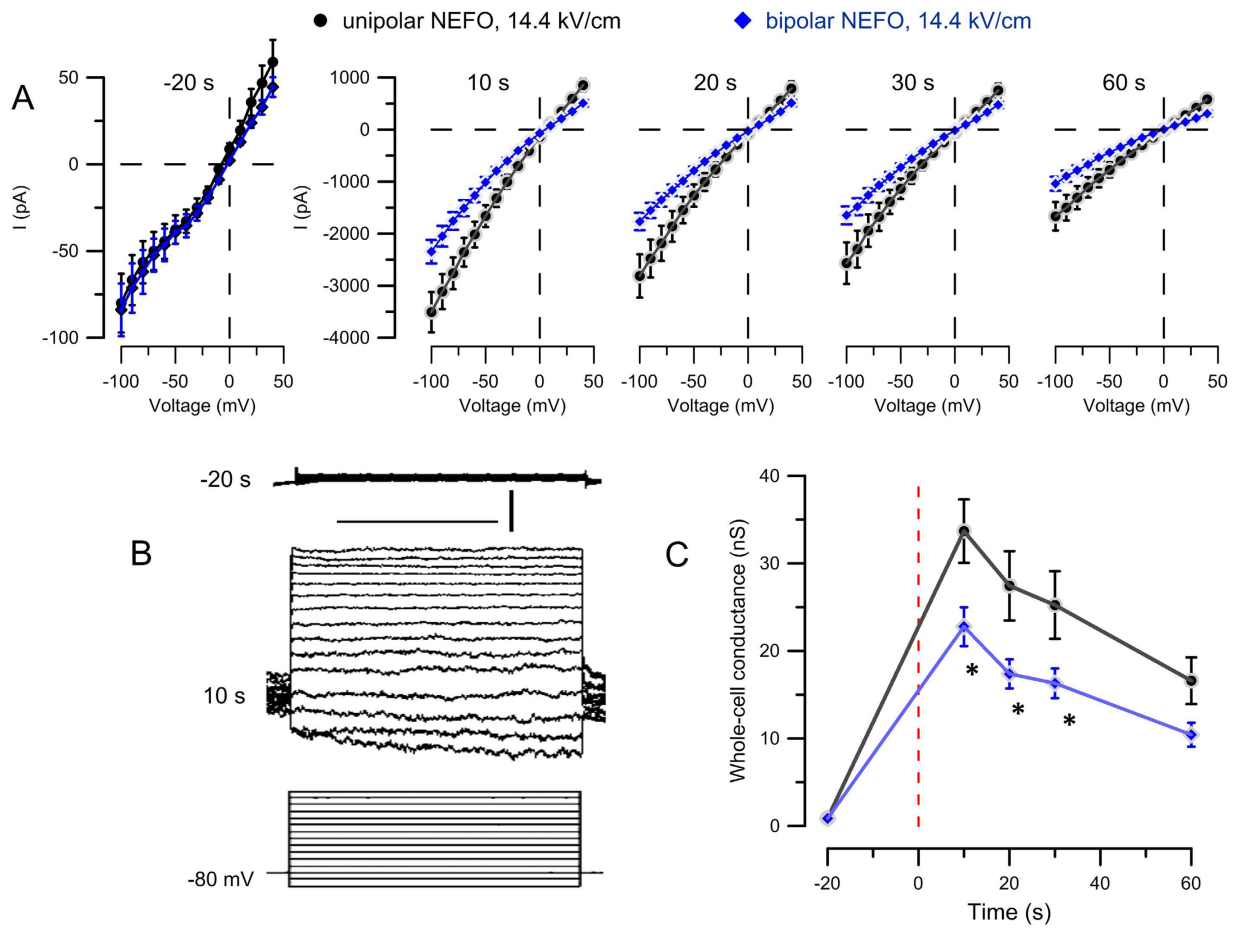 unipolar NEFO, 14.4 kV/cm
bipolar NEFO, 14.4 kV/cm
A
-20 s
10 s
20 s
30 s
60 s
I (pA)
50
0
-50
-100
I (pA)
1000
0
-1000
-2000
-3000
-4000
-100 -50 0 50
-100 -50 0 50
-100 -50 0 50
-100 -50 0 50
-100 -50 0 50
Voltage (mV)
Voltage (mV)
Voltage (mV)
Voltage (mV)
Voltage (mV)
B
-20 s
10 s
-80 mV
C
Whole-cell conductance (nS)
40
30
20
10
0
*
*
*
-20 0 20 40 60
Time (s)